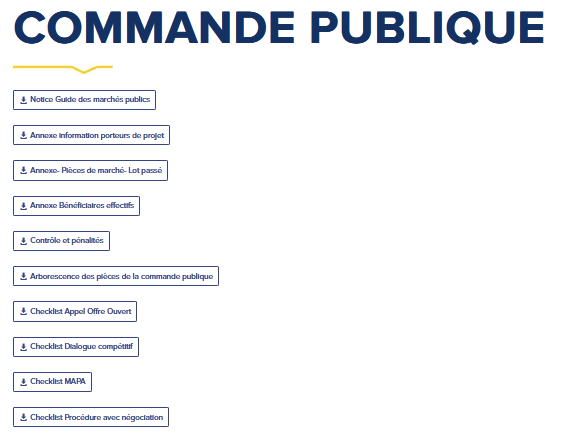 COMMANDE PUBLIQUE
Notice Guide des marchés publics
Annexe information porteurs de projet
Annexe- Pièces de marché- Lot passé
Annexe Bénéficiaires effectifs
Contrôle et pénalités
Arborescence des pièces de la commande publique
Checklist Appel Offre Ouvert
Checklist Dialogue compétitif
Checklist MAPA
Checklist Procédure avec négociation